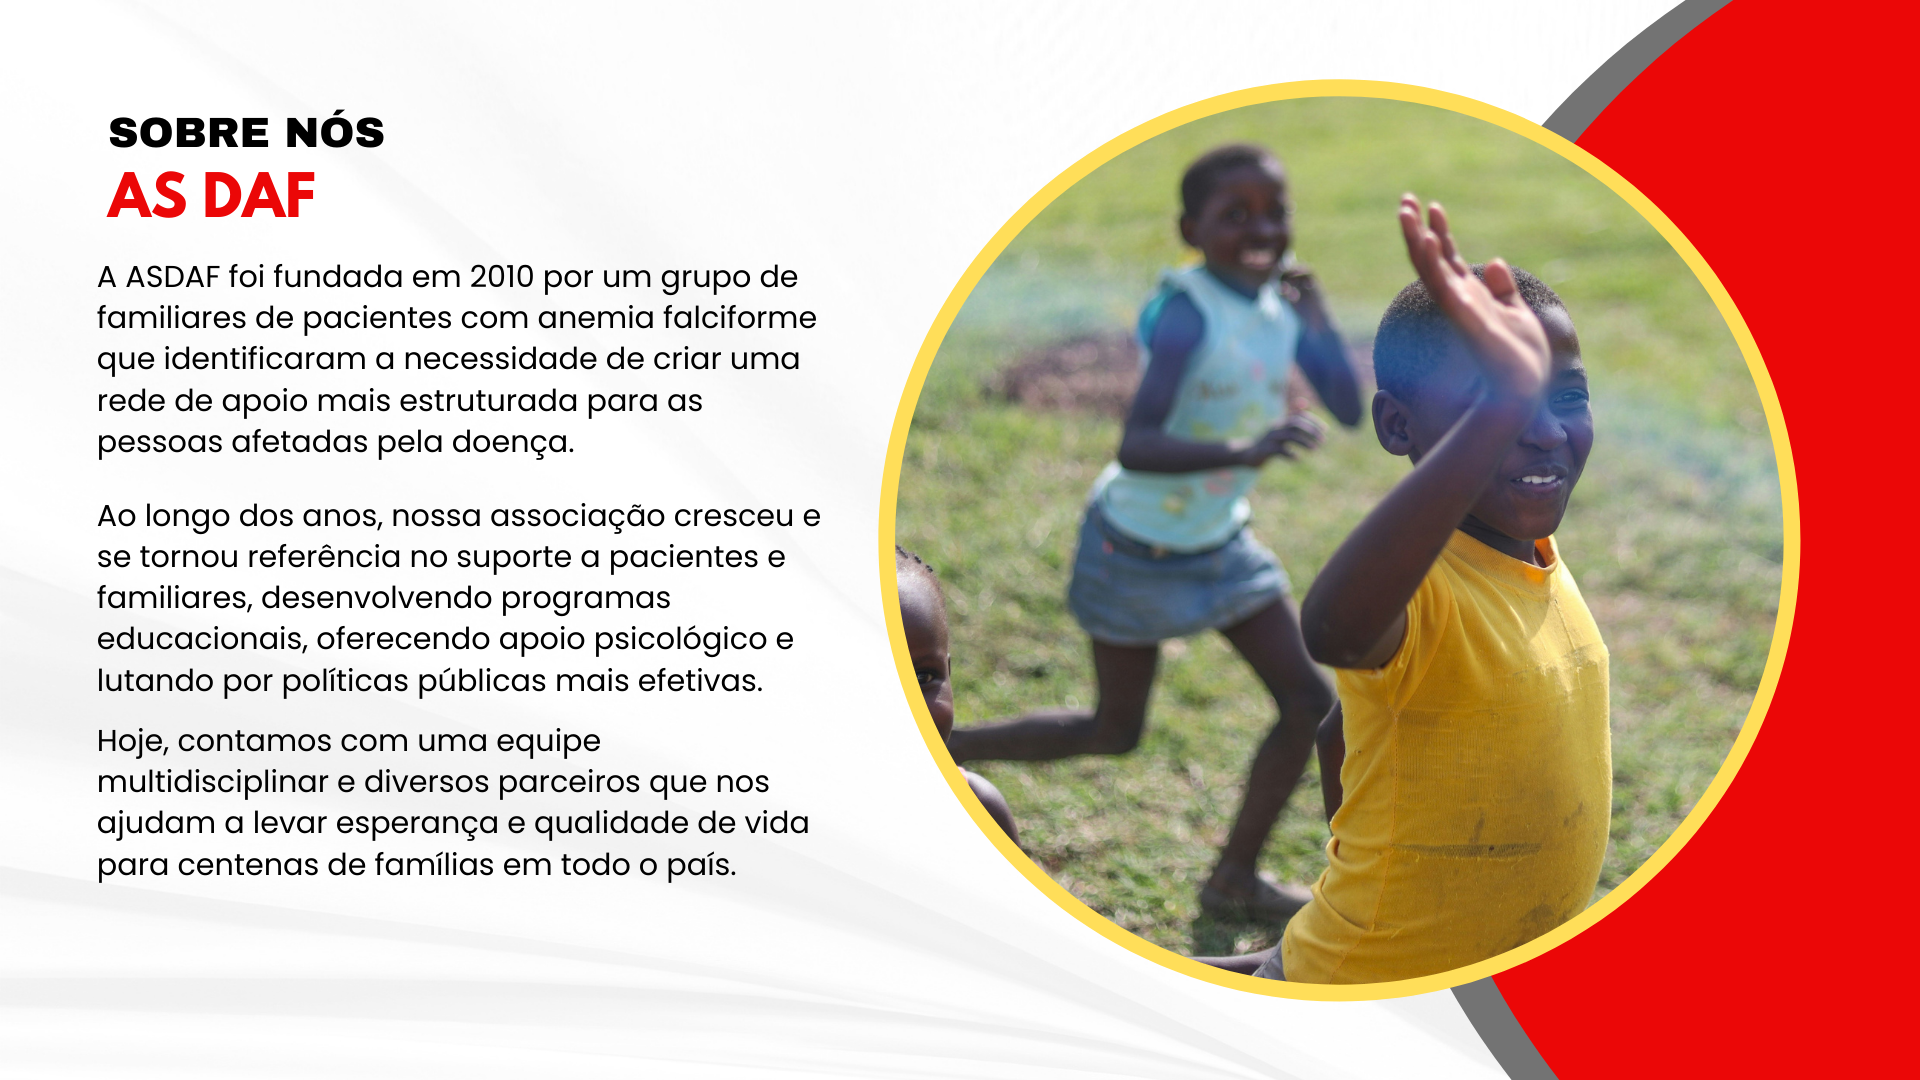 SOBRE NÓS
AS DAF
A ASDAF foi fundada em 2010 por um grupo de
familiares de pacientes com anemia falciforme
que identificaram a necessidade de criar uma
rede de apoio mais estruturada para as
pessoas afetadas pela doença.
Ao longo dos anos, nossa associação cresceu e
se tornou referência no suporte a pacientes e
familiares, desenvolvendo programas
educacionais, oferecendo apoio psicológico e
lutando por políticas públicas mais efetivas.
Hoje, contamos com uma equipe
multidisciplinar e diversos parceiros que nos
ajudam a levar esperança e qualidade de vida
para centenas de famílias em todo o país.